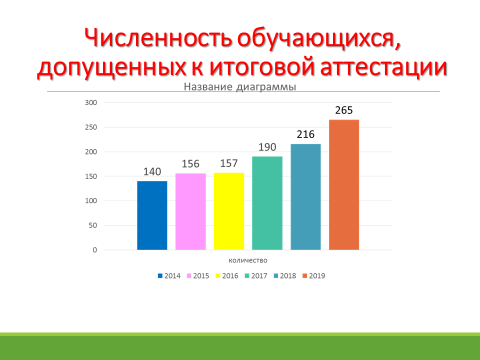 Численность обучающихся,
допущенных к итоговой аттестации
Название диаграммы
300
250
200
150
100
50
0
140
156
157
190
216
265
количество
2014 2015 2016 2017 2018 2019